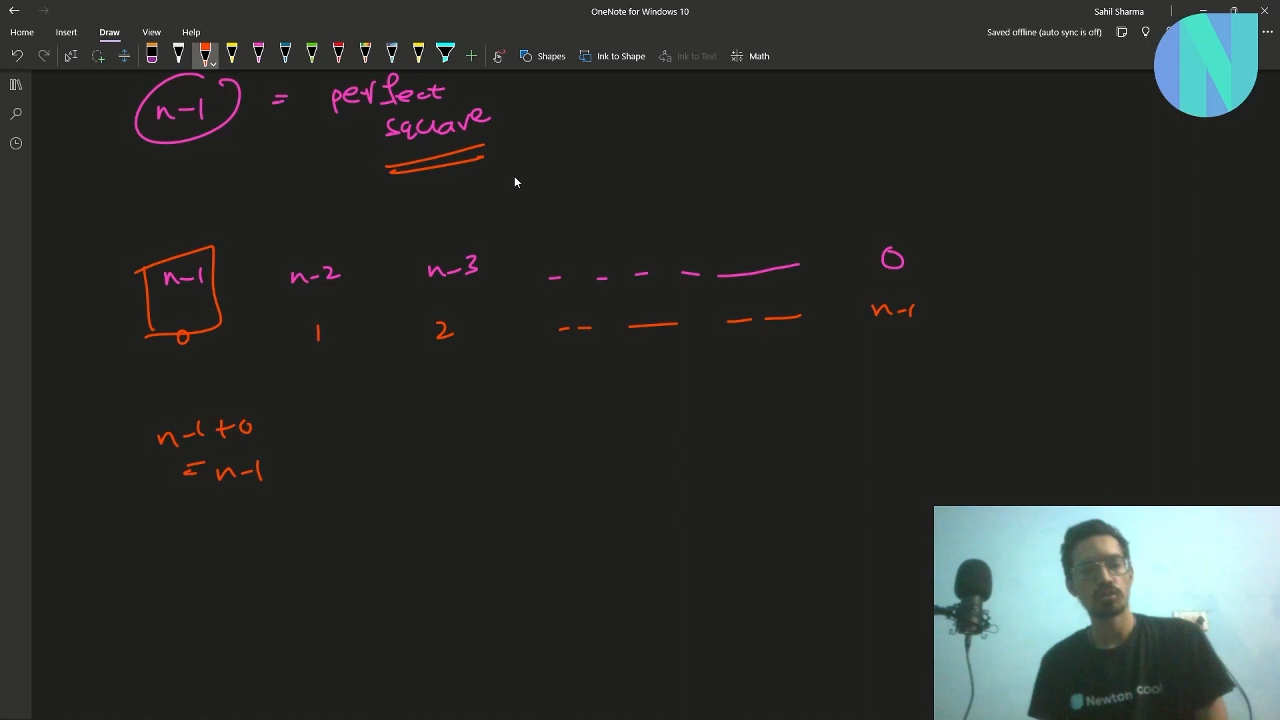 OneNote for Windows 10
Sahil Sharma
Home Insert Draw View Help
Saved offline (auto sync is off)
Shapes Ink to Shape Ink to Text Math
n-1 = perfect
square
n-1 n-2 n-3 - - - - — 0
0 1 2 -- — — — n-1
n-1+0
= n-1
Newton School